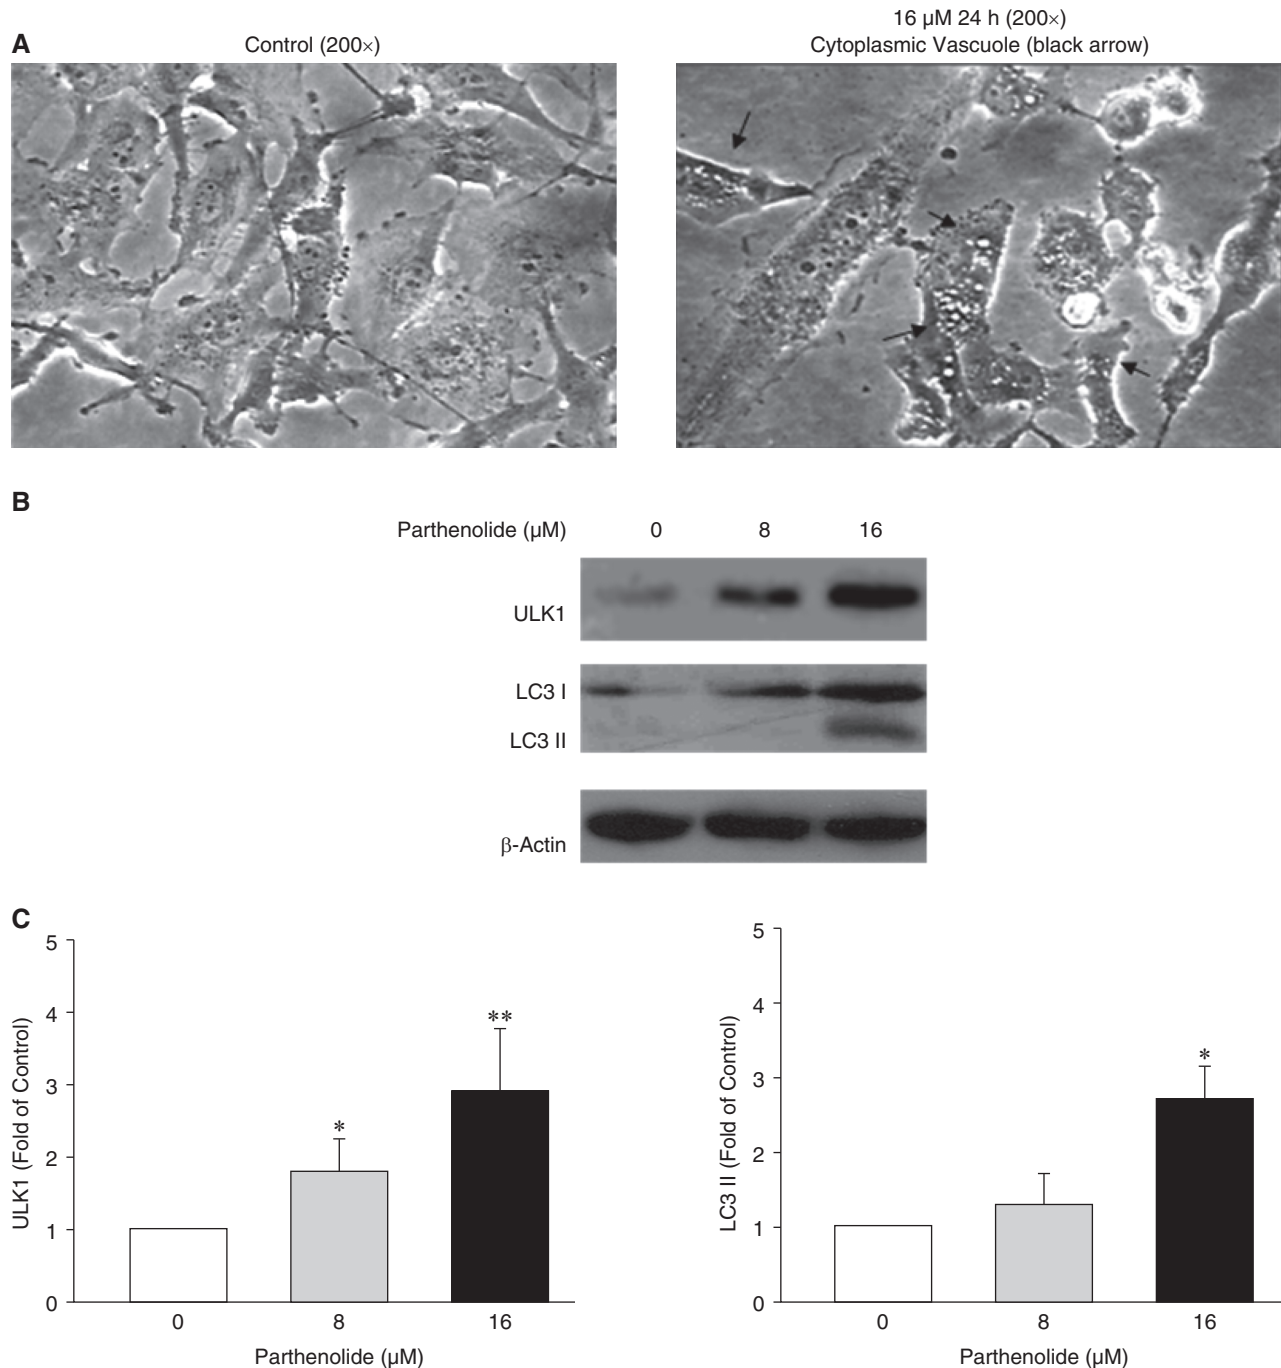 A
Control (200×)
16 µM 24 h (200×)
Cytoplasmic Vascuole (black arrow)
B
Parthenolide (µM) 0 8 16
ULK1
LC3 I
LC3 II
β-Actin
C
ULK1 (Fold of Control)
5
4
3
2
1
0
*
**
0 8 16
Parthenolide (µM)
LC3 II (Fold of Control)
5
4
3
2
1
0
*
0 8 16
Parthenolide (µM)